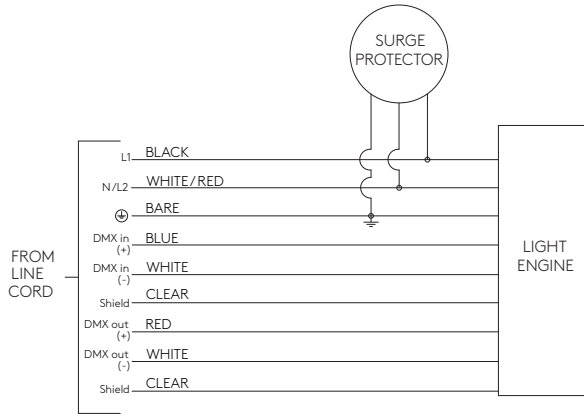 SURGE
PROTECTOR
L1 BLACK
N/L2 WHITE/RED
BARE
DMX in
(+)
BLUE
DMX in
(-)
WHITE
Shield CLEAR
DMX out
(+)
RED
DMX out
(-)
WHITE
Shield CLEAR
FROM
LINE
CORD
LIGHT
ENGINE